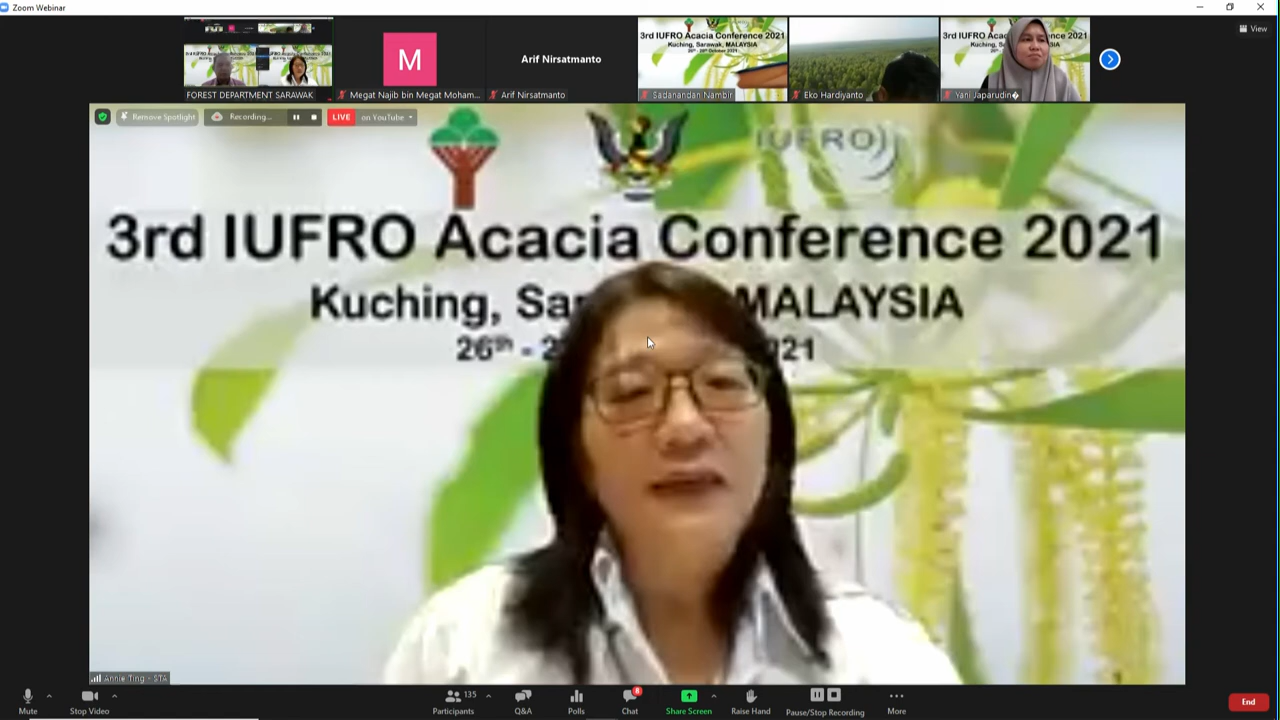 Zoom Webinar
View
3rd IUFRO Acacia Conference 2021
Kuching, Sarawak, MALAYSIA
M
Arif Nirsatmanto
3rd IUFRO Acacia Conference 2021
Kuching, Sarawak, MALAYSIA
FOREST DEPARTMENT SARAWAK
Megat Najib bin Megat Moham...
Arif Nirsatmanto
Sadanandan Nambir
Eko Hardiyanto
Yani Japarudin�
Remove Spotlight
Recording...
LIVE on YouTube
IUFRO
3rd IUFRO Acacia Conference 2021
Kuching, Sar MALAYSIA
26th - 2 21
Annie Ting - STA
Mute
Stop Video
Participants 135
Q&A
Polls
Chat 8
Share Screen
Raise Hand
Pause/Stop Recording
More
End